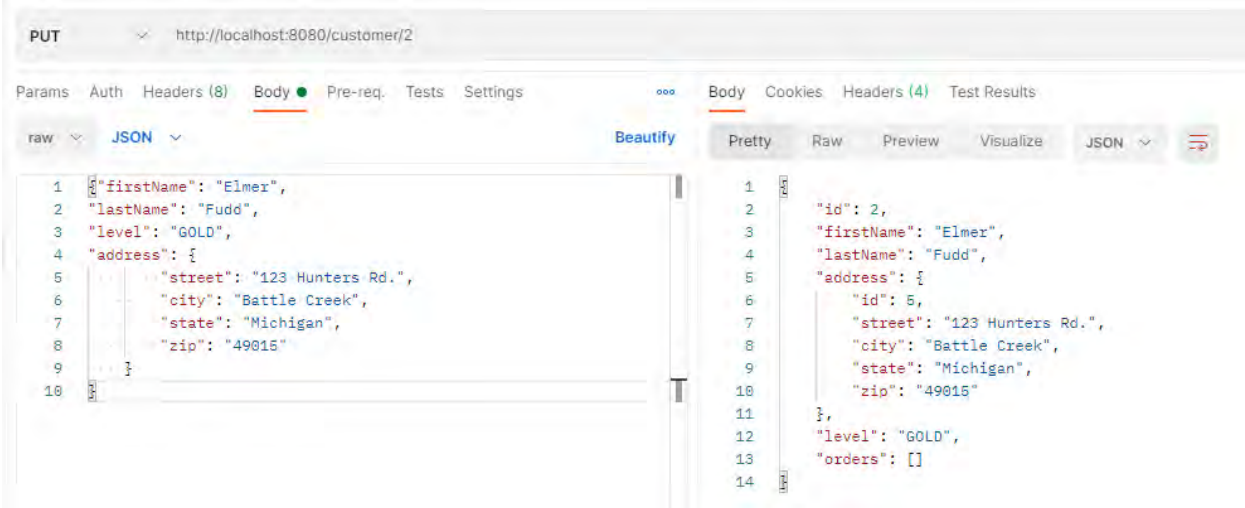 PUT http://localhost:8080/customer/2
Params Auth Headers (8) Body Pre-req. Tests Settings
raw JSON Beautify
1 {"firstName": "Elmer",
2 "lastName": "Fudd",
3 "level": "GOLD",
4 "address": {
5 "street": "123 Hunters Rd.",
6 "city": "Battle Creek",
7 "state": "Michigan",
8 "zip": "49015"
9 }
10 }
Body Cookies Headers (4) Test Results
Pretty Raw Preview Visualize JSON
1 {
2 "id": 2,
3 "firstName": "Elmer",
4 "lastName": "Fudd",
5 "address": {
6 "id": 5,
7 "street": "123 Hunters Rd.",
8 "city": "Battle Creek",
9 "state": "Michigan",
10 "zip": "49015"
11 },
12 "level": "GOLD",
13 "orders": []
14 }